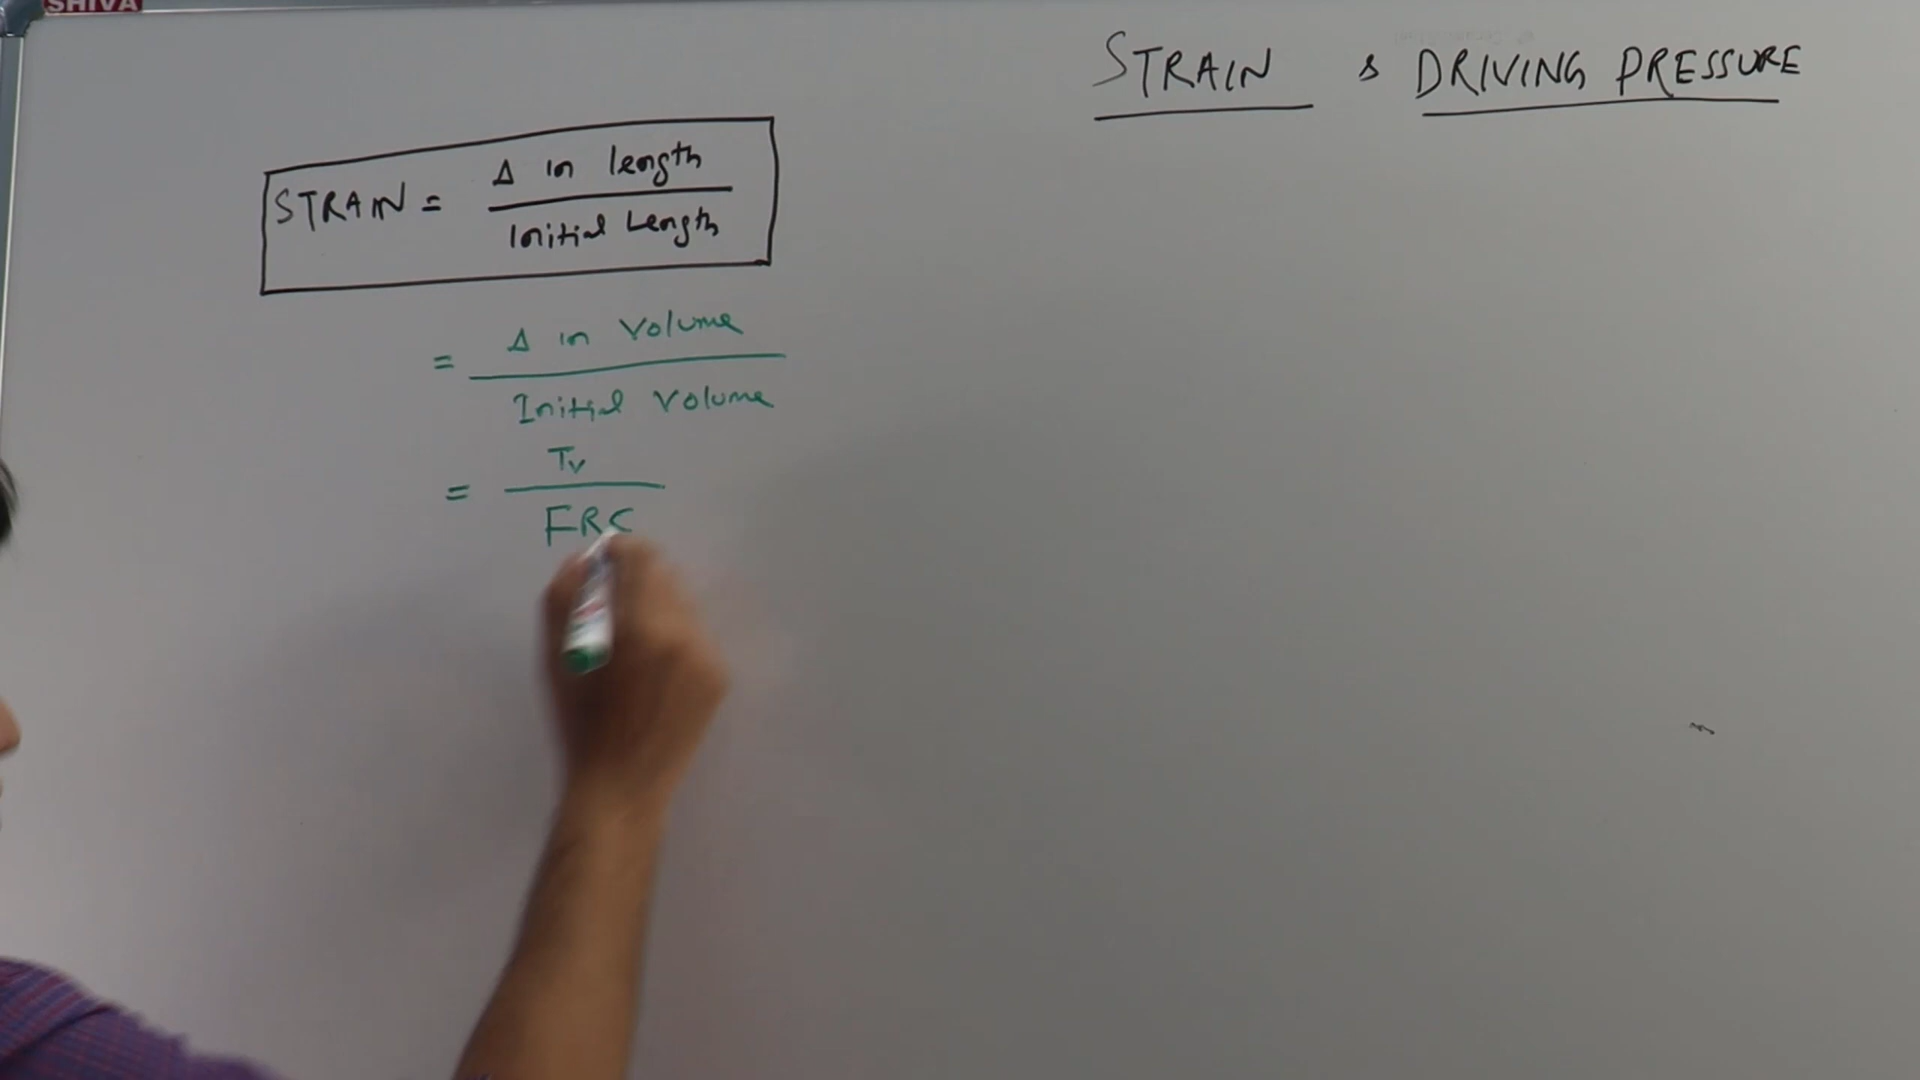 SHIVA
STRAIN & DRIVING PRESSURE
STRAIN = Δ in length
Initial Length
= Δ in Volume
Initial Volume
= Tv
FRC